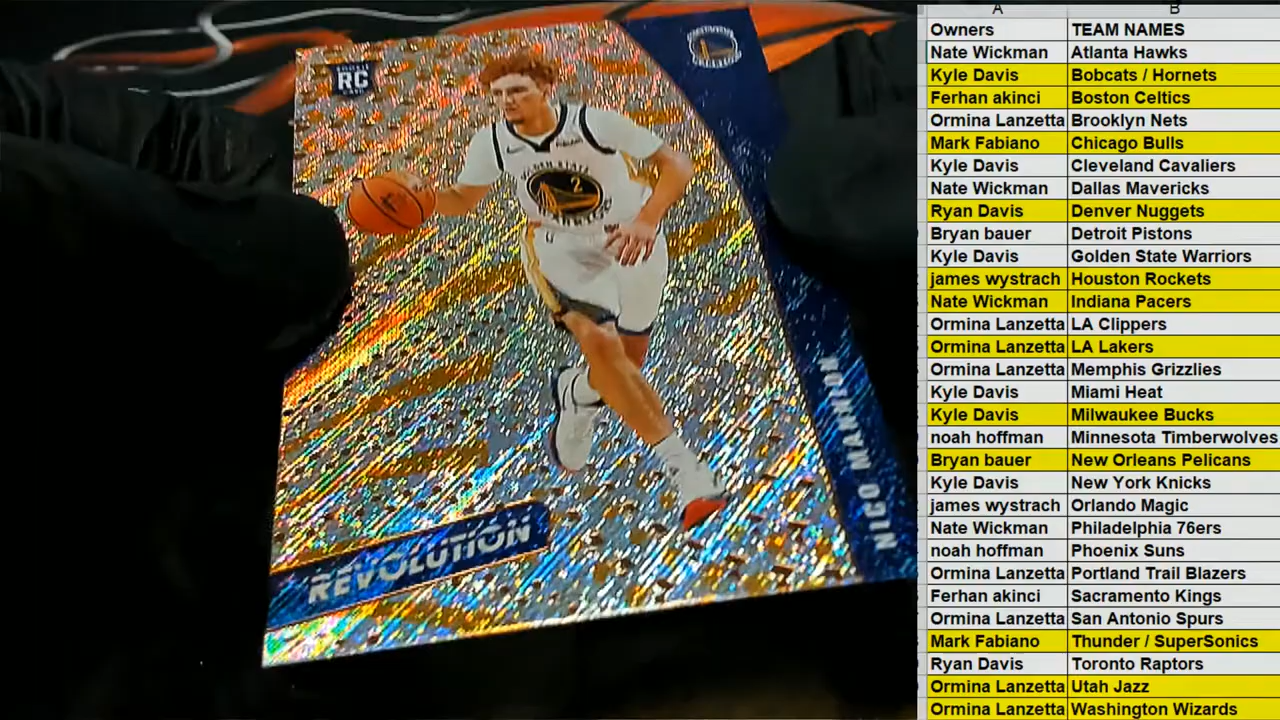 RC
GOLDEN STATE
2
WARRIORS
REVOLUTION
NICO MANNION
A B
Owners TEAM NAMES
Nate Wickman Atlanta Hawks
Kyle Davis Bobcats / Hornets
Ferhan akinci Boston Celtics
Ormina Lanzetta Brooklyn Nets
Mark Fabiano Chicago Bulls
Kyle Davis Cleveland Cavaliers
Nate Wickman Dallas Mavericks
Ryan Davis Denver Nuggets
Bryan bauer Detroit Pistons
Kyle Davis Golden State Warriors
james wystrach Houston Rockets
Nate Wickman Indiana Pacers
Ormina Lanzetta LA Clippers
Ormina Lanzetta LA Lakers
Ormina Lanzetta Memphis Grizzlies
Kyle Davis Miami Heat
Kyle Davis Milwaukee Bucks
noah hoffman Minnesota Timberwolves
Bryan bauer New Orleans Pelicans
Kyle Davis New York Knicks
james wystrach Orlando Magic
Nate Wickman Philadelphia 76ers
noah hoffman Phoenix Suns
Ormina Lanzetta Portland Trail Blazers
Ferhan akinci Sacramento Kings
Ormina Lanzetta San Antonio Spurs
Mark Fabiano Thunder / SuperSonics
Ryan Davis Toronto Raptors
Ormina Lanzetta Utah Jazz
Ormina Lanzetta Washington Wizards